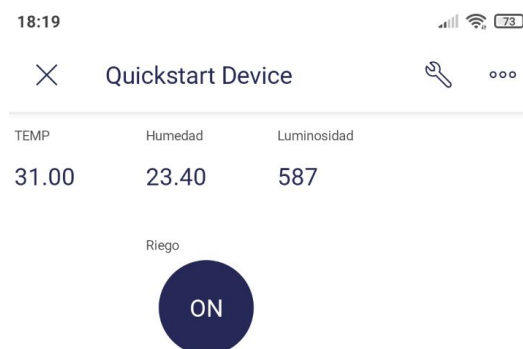 18:19 73
Quickstart Device
TEMP Humedad Luminosidad
31.00 23.40 587
Riego
ON